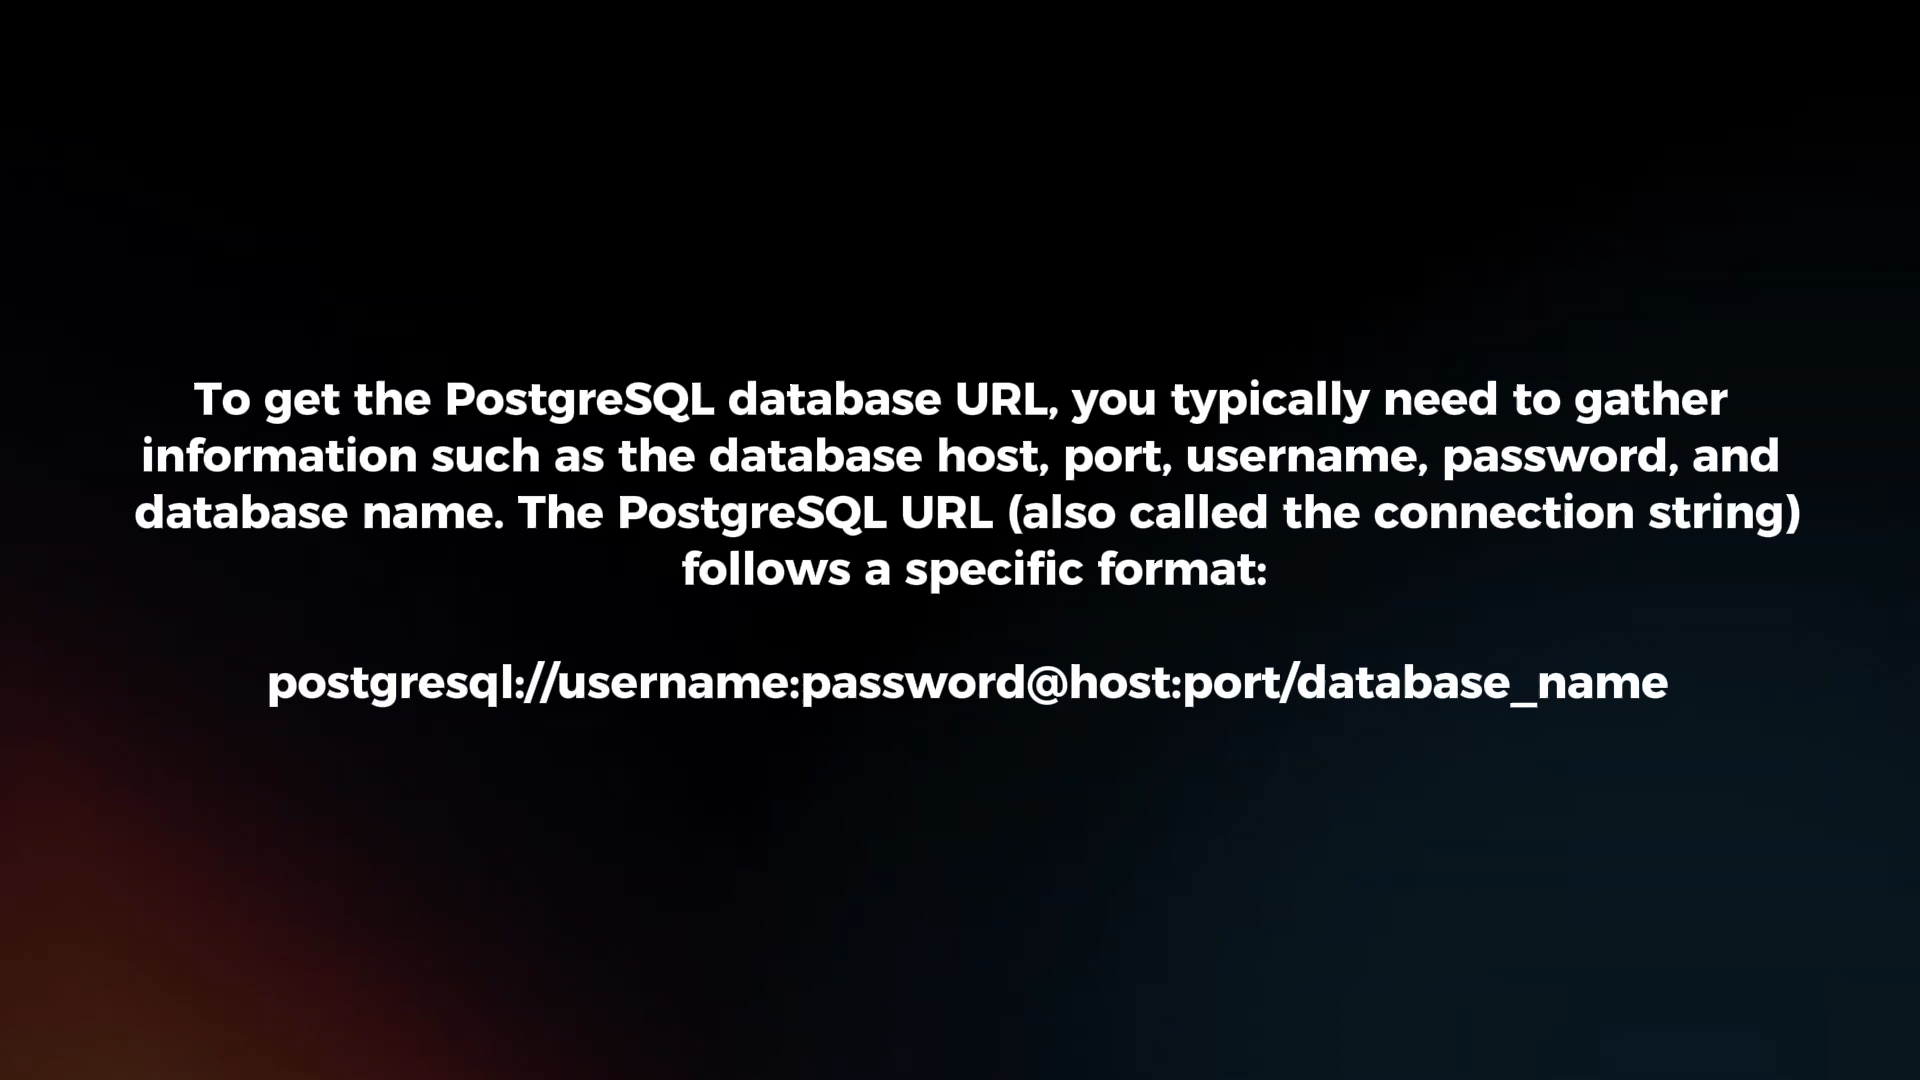 To get the PostgreSQL database URL, you typically need to gather
information such as the database host, port, username, password, and
database name. The PostgreSQL URL (also called the connection string)
follows a specific format:
postgresql://username:password@host:port/database_name